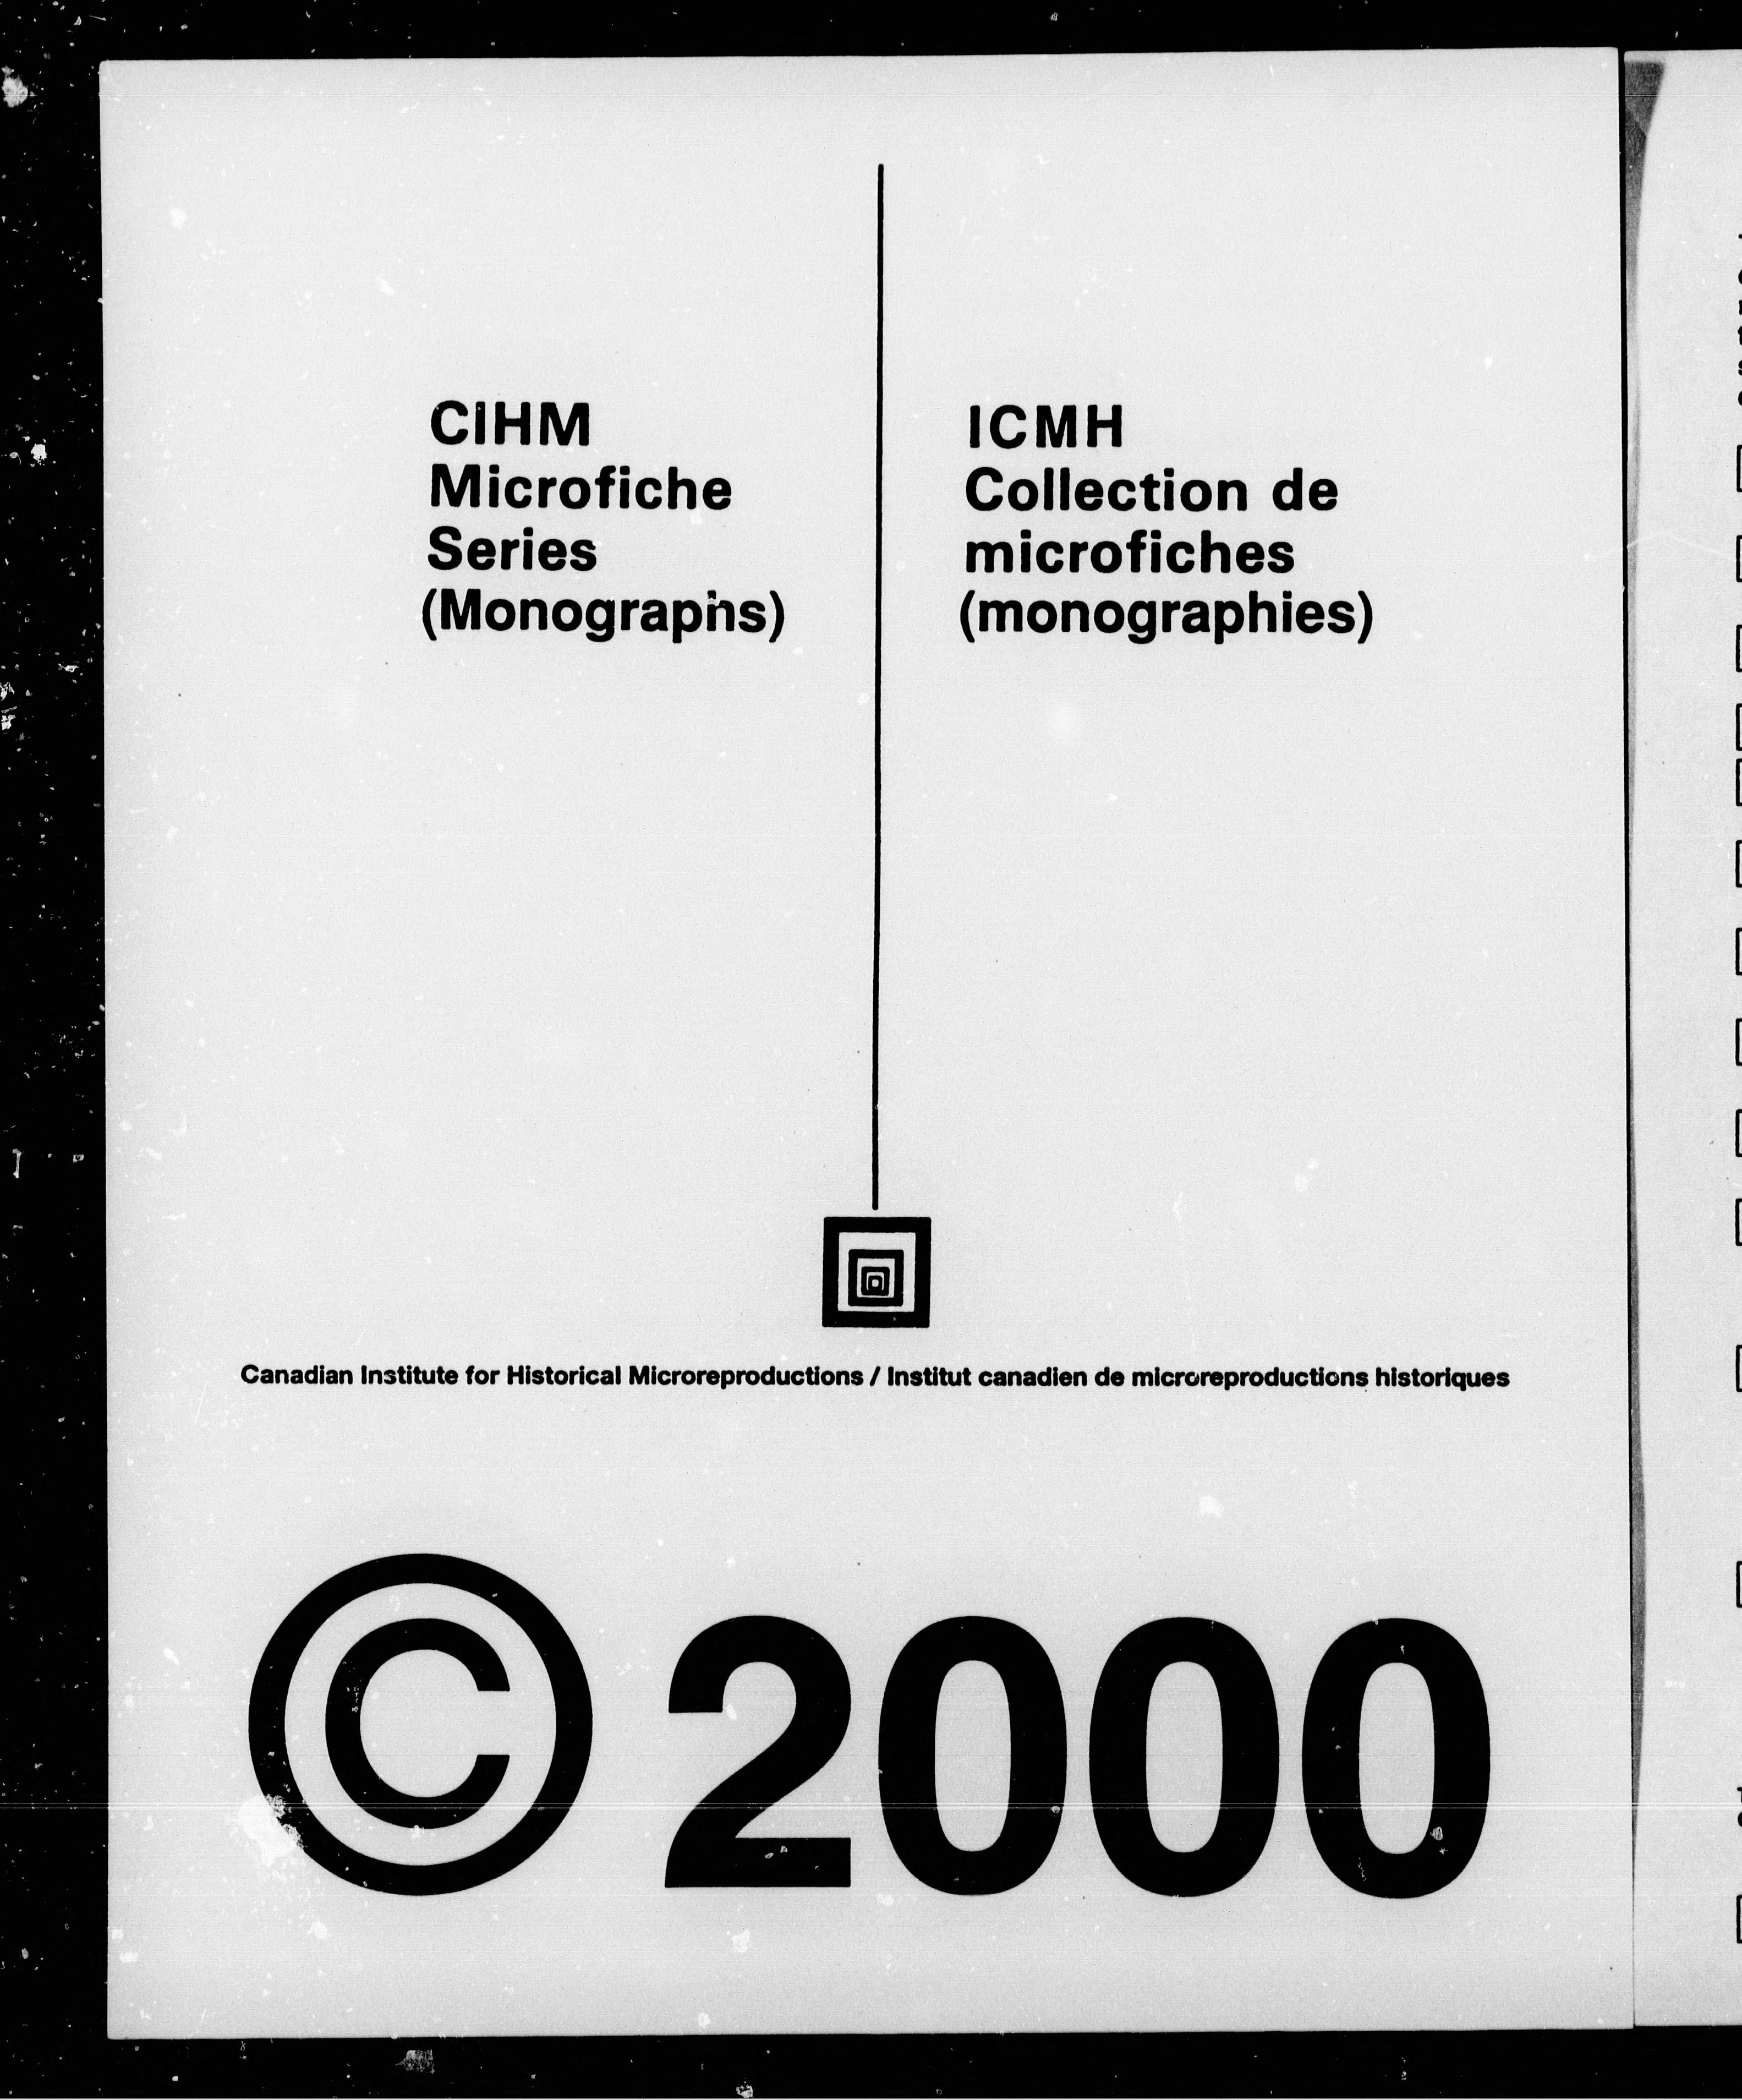 CIHM
Microfiche
Series
(Monographs)
ICMH
Collection de
microfiches
(monographies)
Canadian Institute for Historical Microreproductions / Institut canadien de microreproductions historiques
© 2000